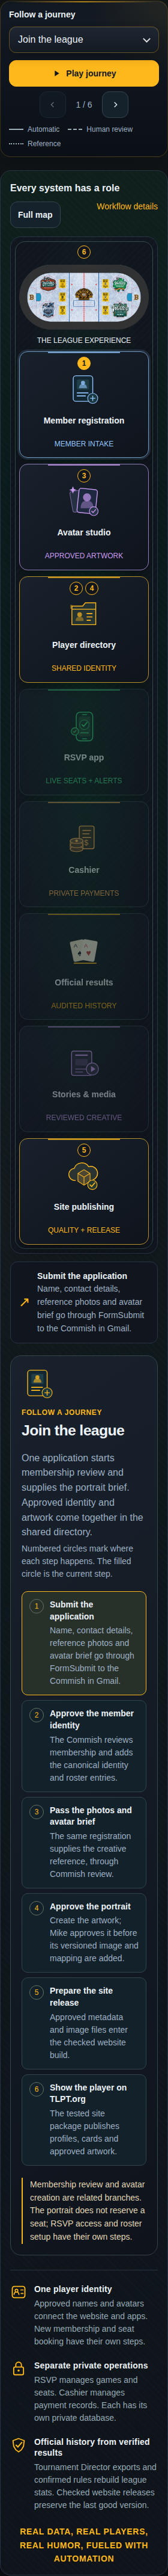 Follow a journey
Join the league
Play journey
1 / 6
Automatic
Human review
Reference
Every system has a role
Full map
Workflow details
6
THE LEAGUE EXPERIENCE
1
Member registration
MEMBER INTAKE
3
Avatar studio
APPROVED ARTWORK
2 4
Player directory
SHARED IDENTITY
RSVP app
LIVE SEATS + ALERTS
Cashier
PRIVATE PAYMENTS
Official results
AUDITED HISTORY
Stories & media
REVIEWED CREATIVE
5
Site publishing
QUALITY + RELEASE
Submit the application
Name, contact details,
reference photos and avatar
brief go through FormSubmit
to the Commish in Gmail.
FOLLOW A JOURNEY
Join the league
One application starts
membership review and
supplies the portrait brief.
Approved identity and
artwork come together in the
shared directory.
Numbered circles mark where
each step happens. The filled
circle is the current step.
1
Submit the
application
Name, contact details,
reference photos and avatar
brief go through
FormSubmit to the
Commish in Gmail.
2
Approve the member
identity
The Commish reviews
membership and adds
the canonical identity
and roster entries.
3
Pass the photos and
avatar brief
The same registration
supplies the creative
reference, through
Commish review.
4
Approve the portrait
Create the artwork;
Mike approves it before
its versioned image and
mapping are added.
5
Prepare the site
release
Approved metadata
and image files enter
the checked website
build.
6
Show the player on
TLPT.org
The tested site
package publishes
profiles, cards and
approved artwork.
Membership review and avatar
creation are related branches.
The portrait does not reserve a
seat; RSVP access and roster
setup have their own steps.
One player identity
Approved names and avatars
connect the website and apps.
New membership and seat
booking have their own steps.
Separate private operations
RSVP manages games and
seats. Cashier manages
payment records. Each has its
own private database.
Official history from verified
results
Tournament Director exports and
confirmed rules rebuild league
stats. Checked website releases
preserve the last good version.
REAL DATA, REAL PLAYERS,
REAL HUMOR, FUELED WITH
AUTOMATION